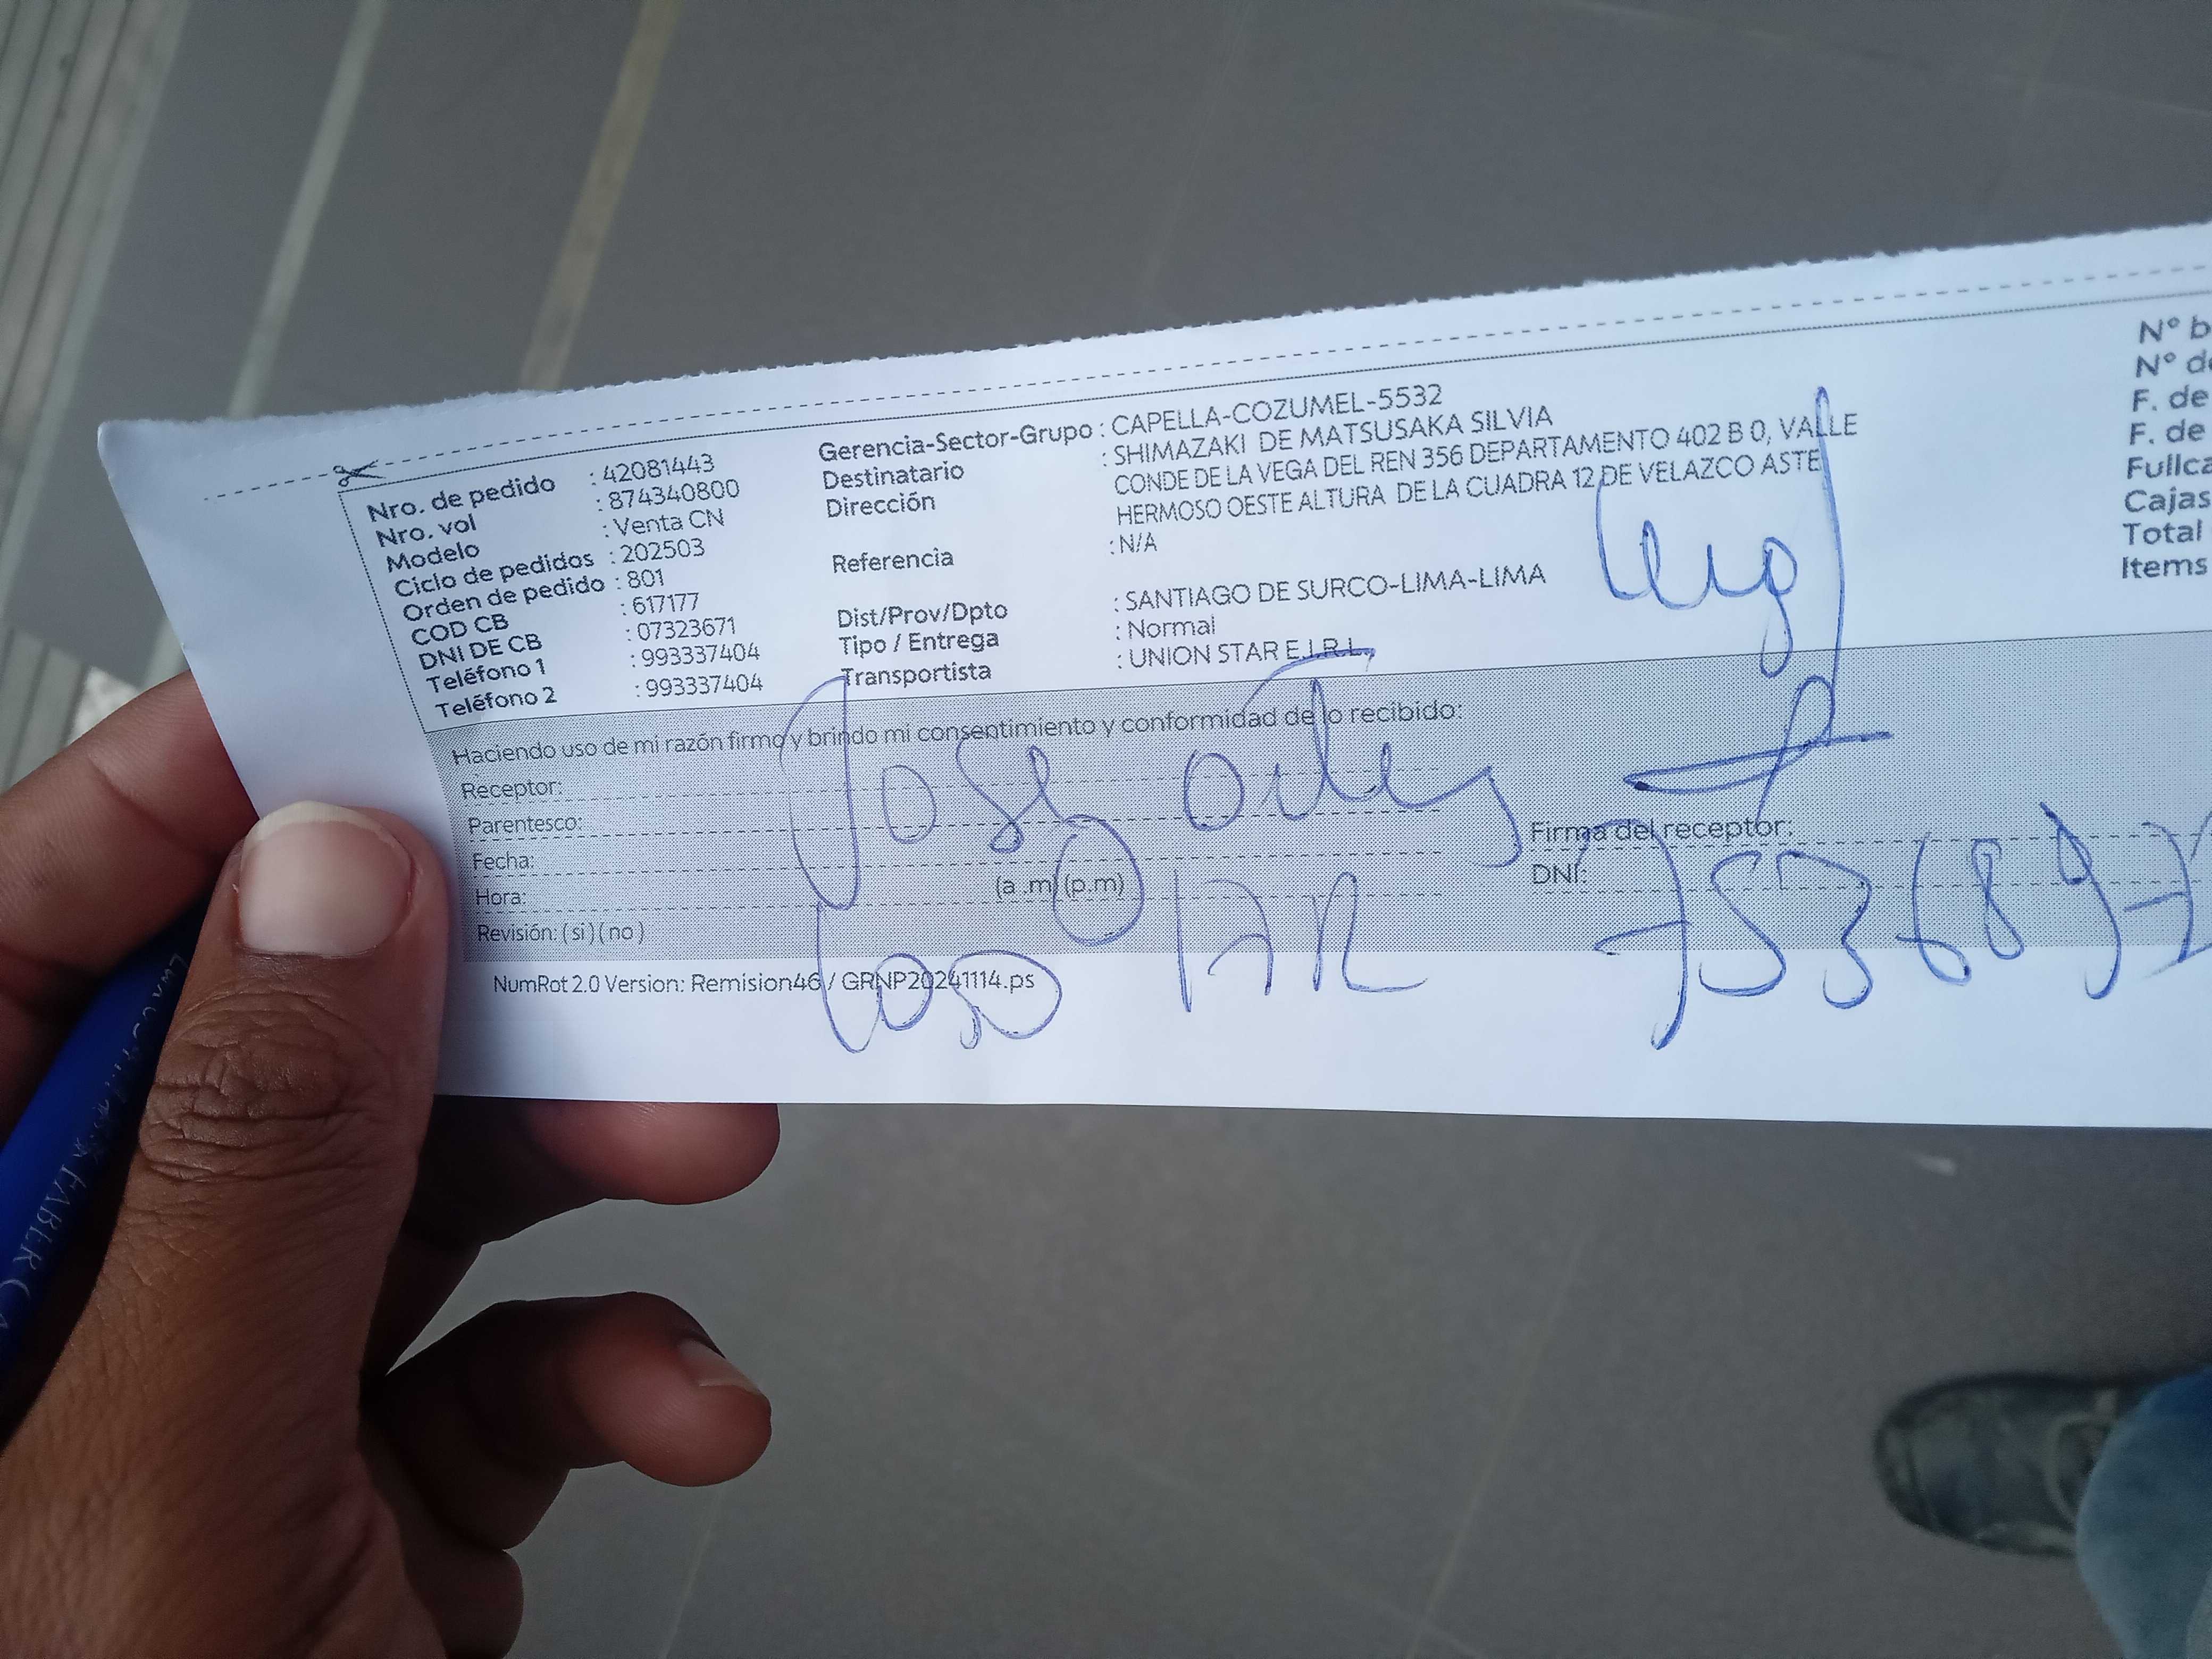 Nro. de pedido : 42081443
Nro. vol : 874340800
Modelo : Venta CN
Ciclo de pedidos : 202503
Orden de pedido : 801
COD CB : 617177
DNI DE CB : 07323671
Teléfono 1 : 993337404
Teléfono 2 : 993337404
Gerencia-Sector-Grupo : CAPELLA-COZUMEL-5532
Destinatario : SHIMAZAKI DE MATSUSAKA SILVIA
Dirección : CONDE DE LA VEGA DEL REN 356 DEPARTAMENTO 402 B 0, VALLE
HERMOSO OESTE ALTURA DE LA CUADRA 12 DE VELAZCO ASTE
Referencia : N/A
Dist/Prov/Dpto : SANTIAGO DE SURCO-LIMA-LIMA
Tipo / Entrega : Normal
Transportista : UNION STAR E.I.R.L.
N° b
N° de
F. de
F. de
Fullca
Cajas
Total
Items
Haciendo uso de mi razón firmo y brindo mi consentimiento y conformidad de lo recibido:
Receptor: Jose
Parentesco:
Fecha:
Hora: (a .m) (p.m)
Revisión: ( si ) ( no )
Firma del receptor:
DNI: 753689
NumRot 2.0 Version: Remision46 / GRNP20241114.ps
FABER CA